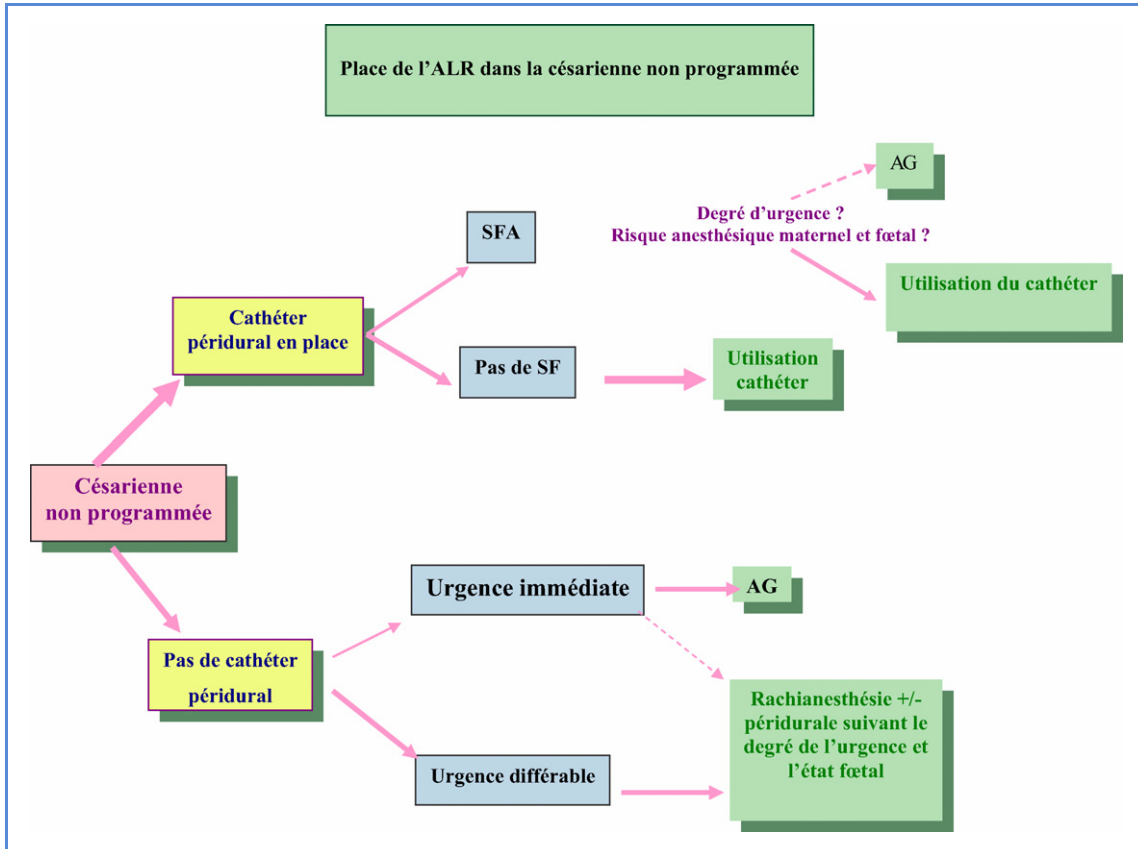 Place de l'ALR dans la césarienne non programmée
AG
Degré d'urgence ?
Risque anesthésique maternel et fœtal ?
SFA
Utilisation du cathéter
Cathéter
péridural en place
Pas de SF
Utilisation
cathéter
Césarienne
non programmée
Urgence immédiate
AG
Pas de cathéter
péridural
Rachianesthésie +/-
péridurale suivant le
degré de l'urgence et
l'état fœtal
Urgence différable